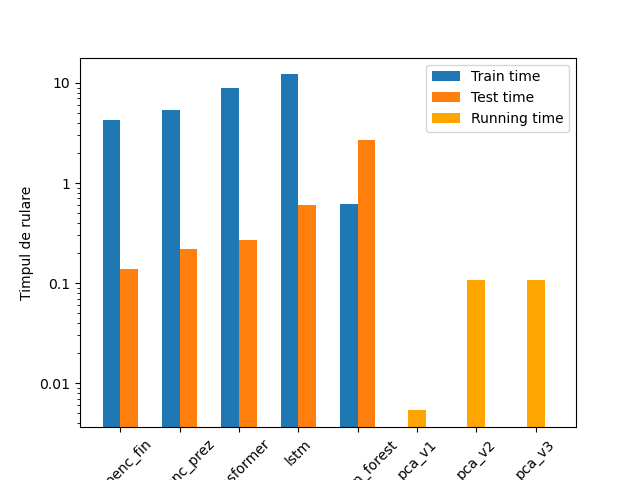 Train time
Test time
Running time
Timpul de rulare
10
1
0.1
0.01
lstm
pca_v1
pca_v2
pca_v3